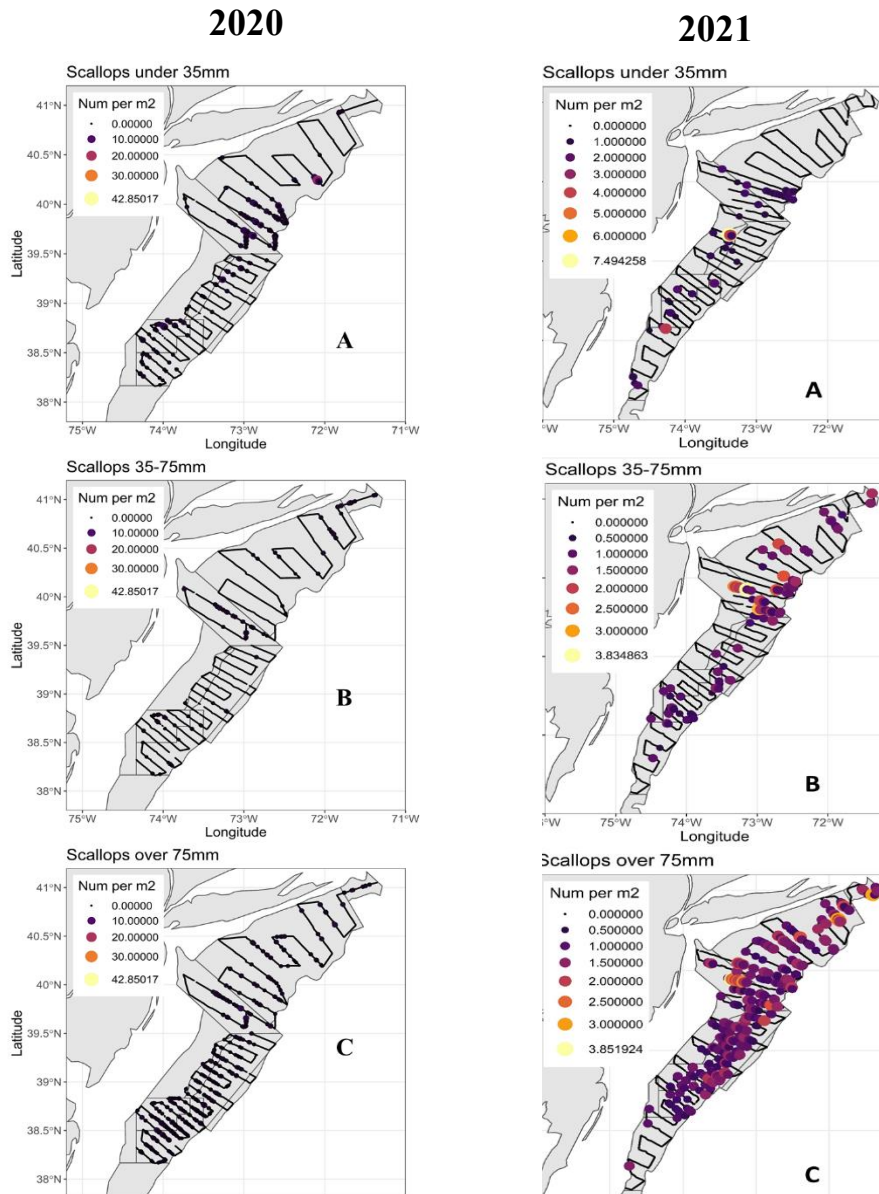 2020
2021
Scallops under 35mm
Num per m2
0.00000
10.00000
20.00000
30.00000
42.85017
41°N
40.5°N
40°N
39.5°N
39°N
38.5°N
38°N
Latitude
A
75°W
74°W
73°W
72°W
71°W
Longitude
Scallops under 35mm
Num per m2
0.000000
1.000000
2.000000
3.000000
4.000000
5.000000
6.000000
7.494258
A
75°W
74°W
73°W
72°W
Longitude
Scallops 35-75mm
Num per m2
0.00000
10.00000
20.00000
30.00000
42.85017
41°N
40.5°N
40°N
39.5°N
39°N
38.5°N
38°N
Latitude
B
75°W
74°W
73°W
72°W
71°W
Longitude
Scallops 35-75mm
Num per m2
0.000000
0.500000
1.000000
1.500000
2.000000
2.500000
3.000000
3.834863
B
75°W
74°W
73°W
72°W
Longitude
Scallops over 75mm
Num per m2
0.00000
10.00000
20.00000
30.00000
42.85017
41°N
40.5°N
40°N
39.5°N
39°N
38.5°N
38°N
Latitude
C
Scallops over 75mm
Num per m2
0.000000
0.500000
1.000000
1.500000
2.000000
2.500000
3.000000
3.851924
C